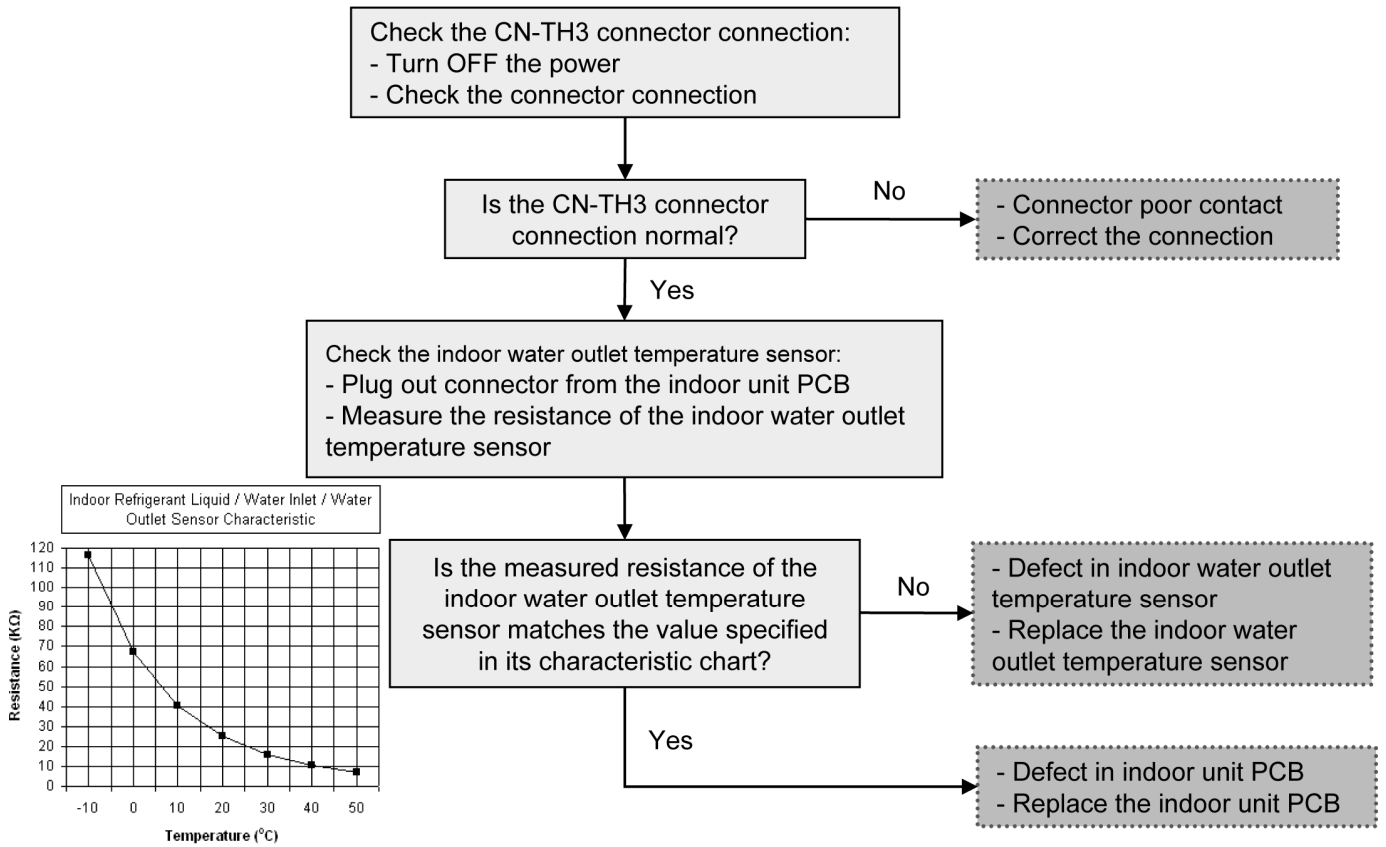 Check the CN-TH3 connector connection:
- Turn OFF the power
- Check the connector connection
Is the CN-TH3 connector
connection normal?
No
- Connector poor contact
- Correct the connection
Yes
Check the indoor water outlet temperature sensor:
- Plug out connector from the indoor unit PCB
- Measure the resistance of the indoor water outlet
temperature sensor
Indoor Refrigerant Liquid / Water Inlet / Water
Outlet Sensor Characteristic
Resistance (KΩ)
120
110
100
90
80
70
60
50
40
30
20
10
0
-10 0 10 20 30 40 50
Temperature (°C)
Is the measured resistance of the
indoor water outlet temperature
sensor matches the value specified
in its characteristic chart?
No
- Defect in indoor water outlet
temperature sensor
- Replace the indoor water
outlet temperature sensor
Yes
- Defect in indoor unit PCB
- Replace the indoor unit PCB